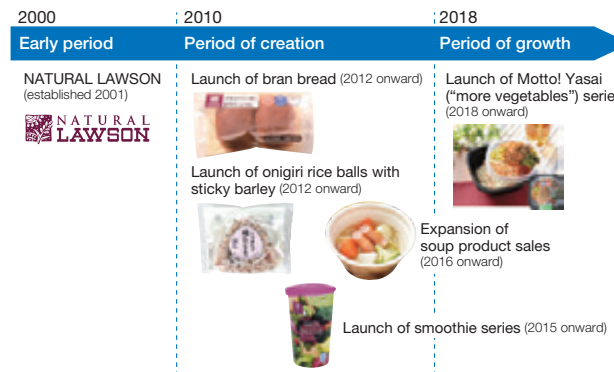 2000
2010
2018
Early period
Period of creation
Period of growth
NATURAL LAWSON
(established 2001)
NATURAL
LAWSON
Launch of bran bread (2012 onward)
Launch of onigiri rice balls with
sticky barley (2012 onward)
Expansion of
soup product sales
(2016 onward)
Launch of smoothie series (2015 onward)
Launch of Motto! Yasai
(“more vegetables”) serie
(2018 onward)